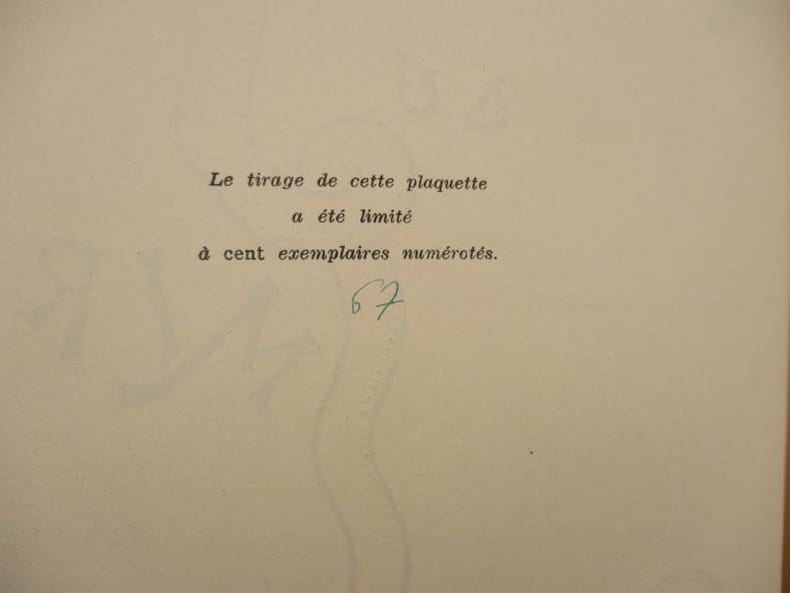 Le tirage de cette plaquette
a été limité
à cent exemplaires numérotés.
67